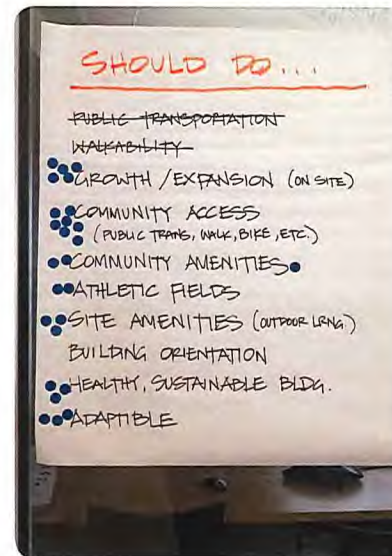 SHOULD DO...
PUBLIC TRANSPORTATION
WALKABILITY
GROWTH / EXPANSION (ON SITE)
COMMUNITY ACCESS
(PUBLIC TRANS, WALK, BIKE, ETC.)
COMMUNITY AMENITIES
ATHLETIC FIELDS
SITE AMENITIES (OUTDOOR LRNG.)
BUILDING ORIENTATION
HEALTHY, SUSTAINABLE BLDG.
ADAPTIBLE